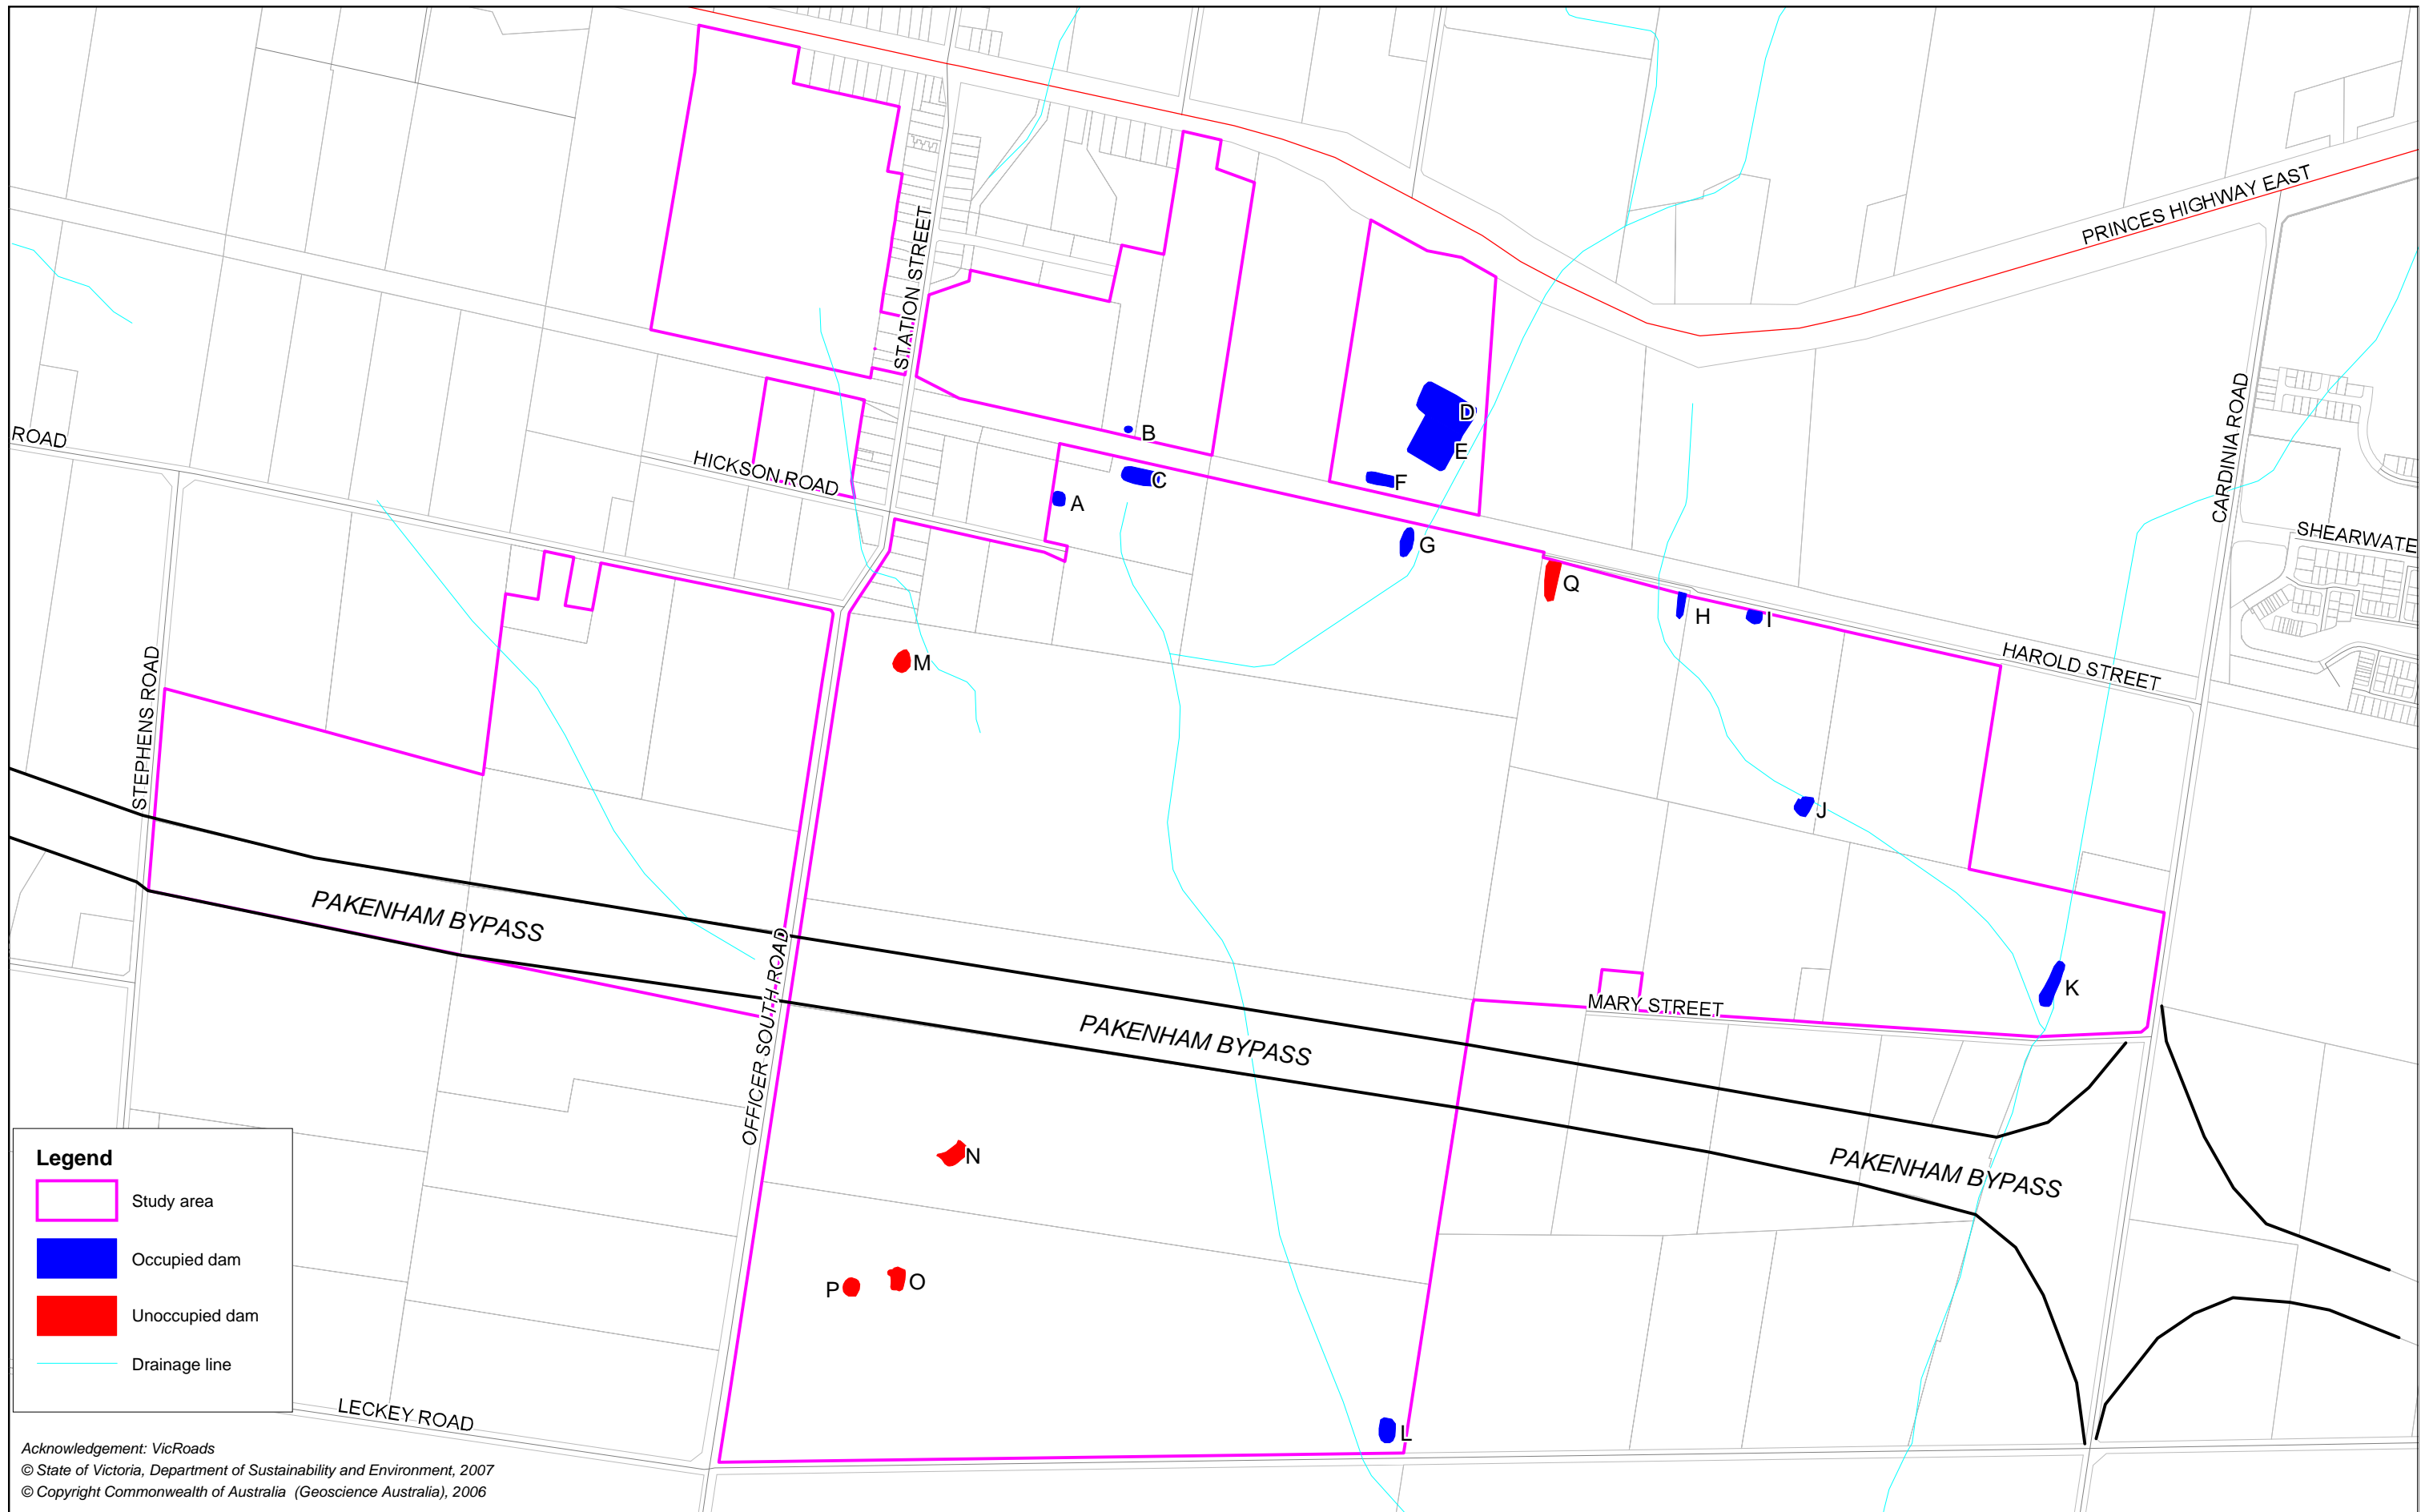 PRINCES HIGHWAY EAST
STATION STREET
CARDINIA ROAD
D
B
ROAD
E
HICKSON ROAD
C
F
A
SHEARWATE
G
Q
H
I
HAROLD STREET
M
STEPHENS ROAD
J
PAKENHAM BYPASS
K
MARY STREET
OFFICER SOUTH ROAD
PAKENHAM BYPASS
N
PAKENHAM BYPASS
Legend
Study area
Occupied dam
Unoccupied dam
Drainage line
P
O
L
LECKEY ROAD
Acknowledgement: VicRoads
© State of Victoria, Department of Sustainability and Environment, 2007
© Copyright Commonwealth of Australia (Geoscience Australia), 2006